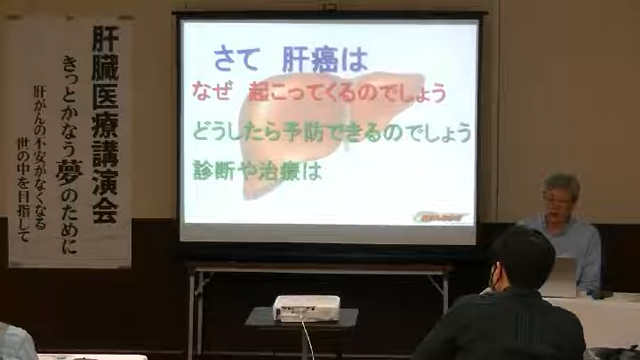 肝臓医療講演会
きっとかなう夢のために
肝がんの不安がなくなる
世の中を目指して
さて 肝癌は
なぜ 起こってくるのでしょう
どうしたら予防できるのでしょう
診断や治療は